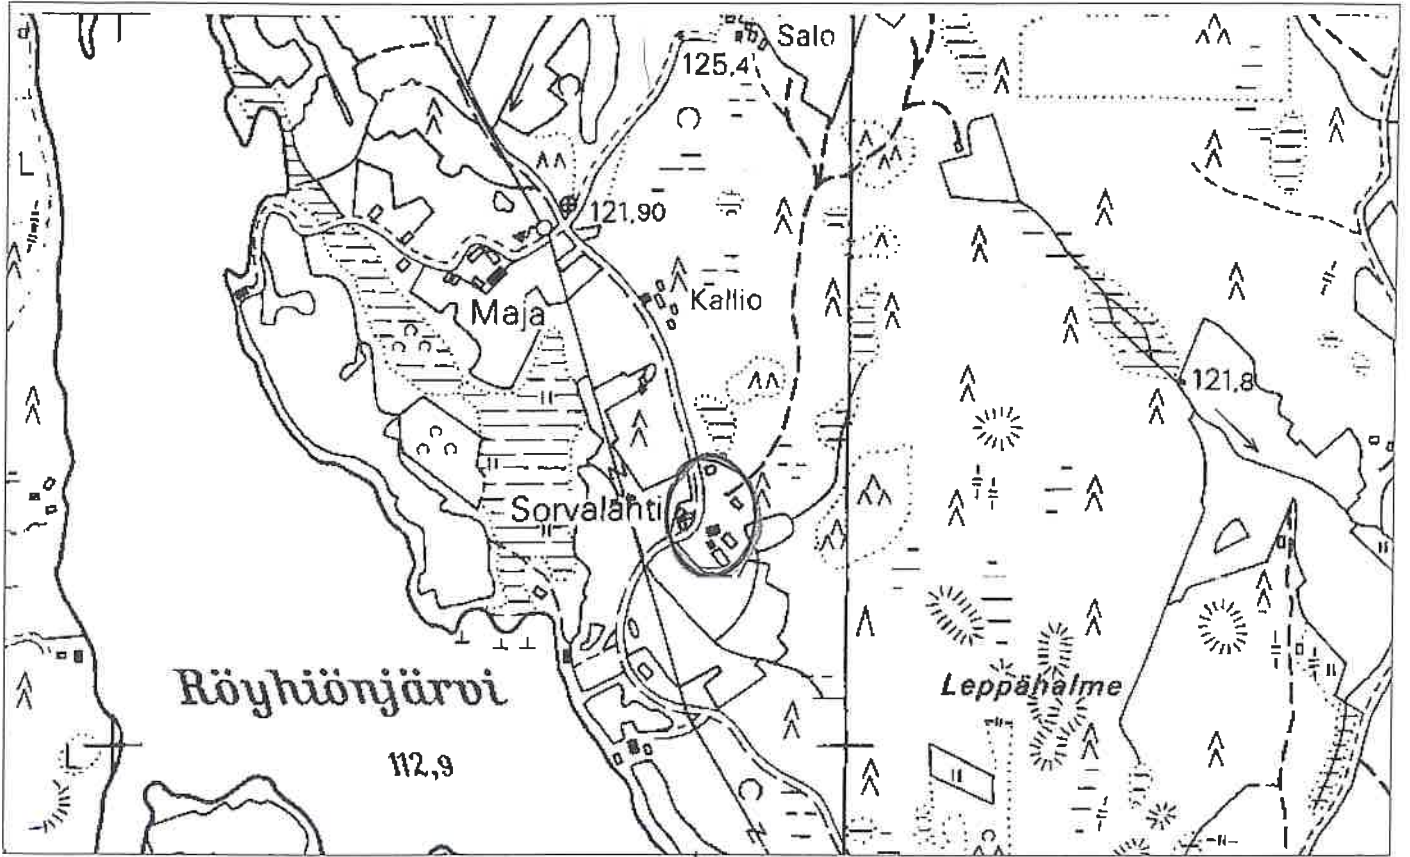 Salo
125,4
121,90
Kallio
Maja
121,8
Sorvalahti
Leppähalme
Röyhiönjärvi
112,9
L
L